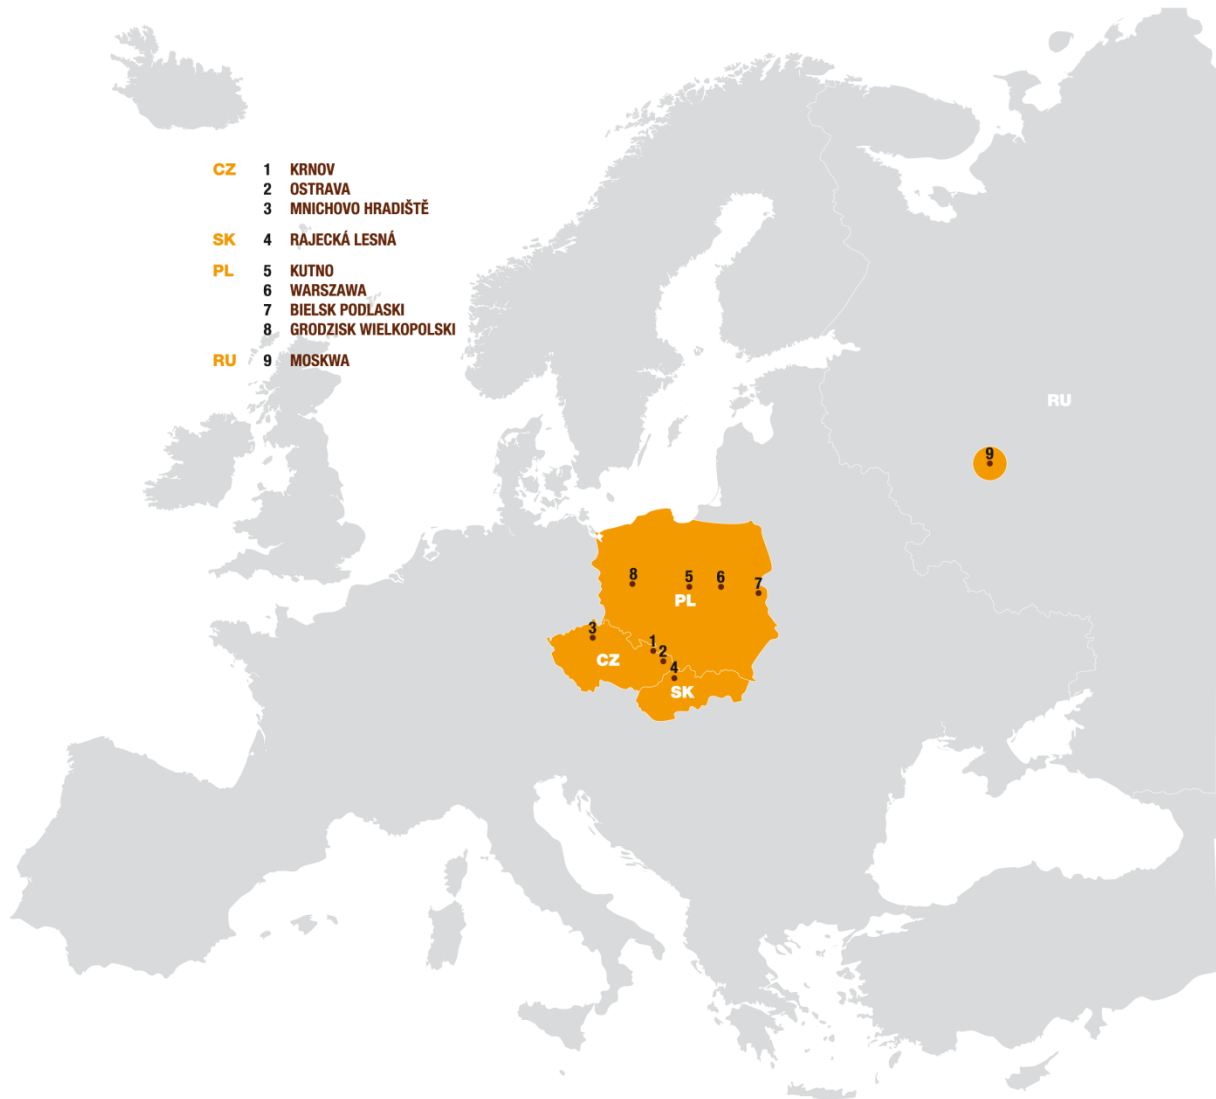 CZ 1 KRNOV
2 OSTRAVA
3 MNICHOVO HRADIŠTĚ
SK 4 RAJECKÁ LESNÁ
PL 5 KUTNO
6 WARSZAWA
7 BIELSK PODLASKI
8 GRODZISK WIELKOPOLSKI
RU 9 MOSKWA
RU
9
8 5 6 7
PL
3
1
CZ 2
4
SK